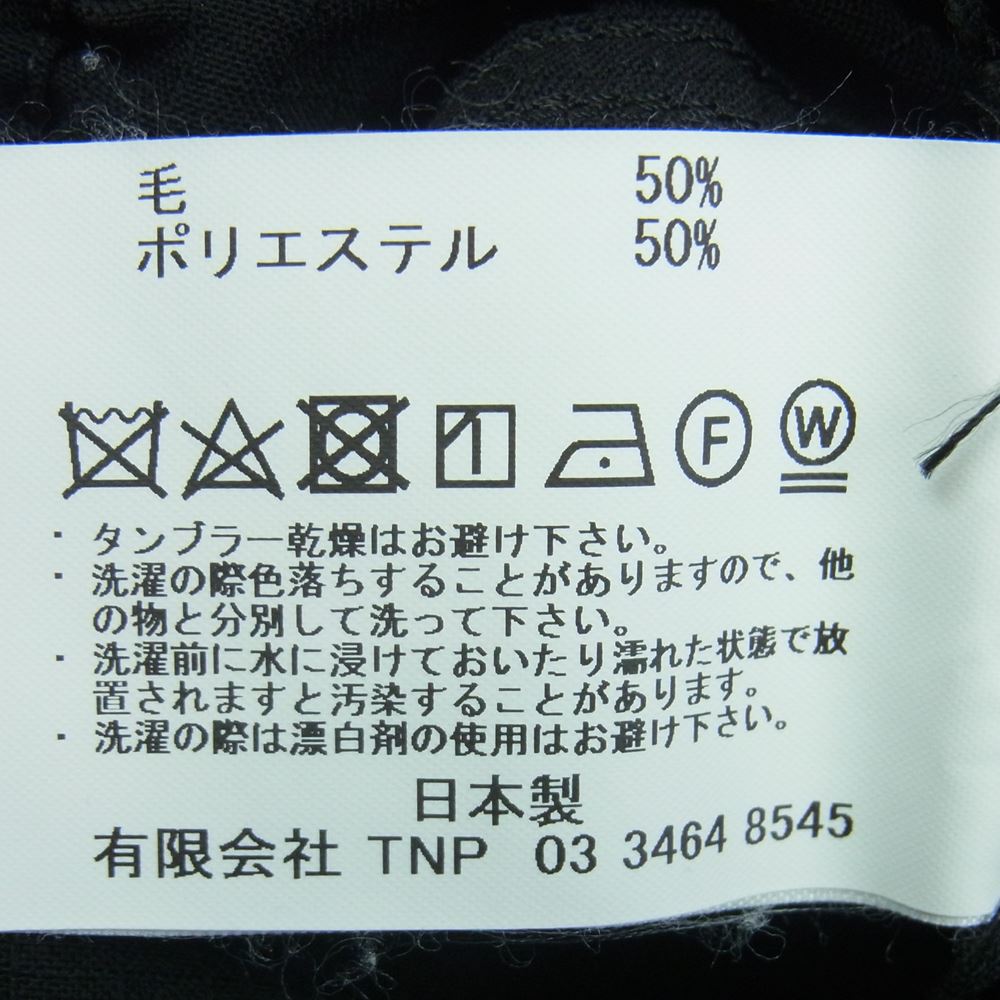 毛 50%
ポリエステル 50%
F W
・タンブラー乾燥はお避け下さい。
・洗濯の際色落ちすることがありますので、他
の物と分別して洗って下さい。
・洗濯前に水に浸けておいたり濡れた状態で放
置されますと汚染することがあります。
・洗濯の際は漂白剤の使用はお避け下さい。
日本製
有限会社 TNP 03 3464 8545